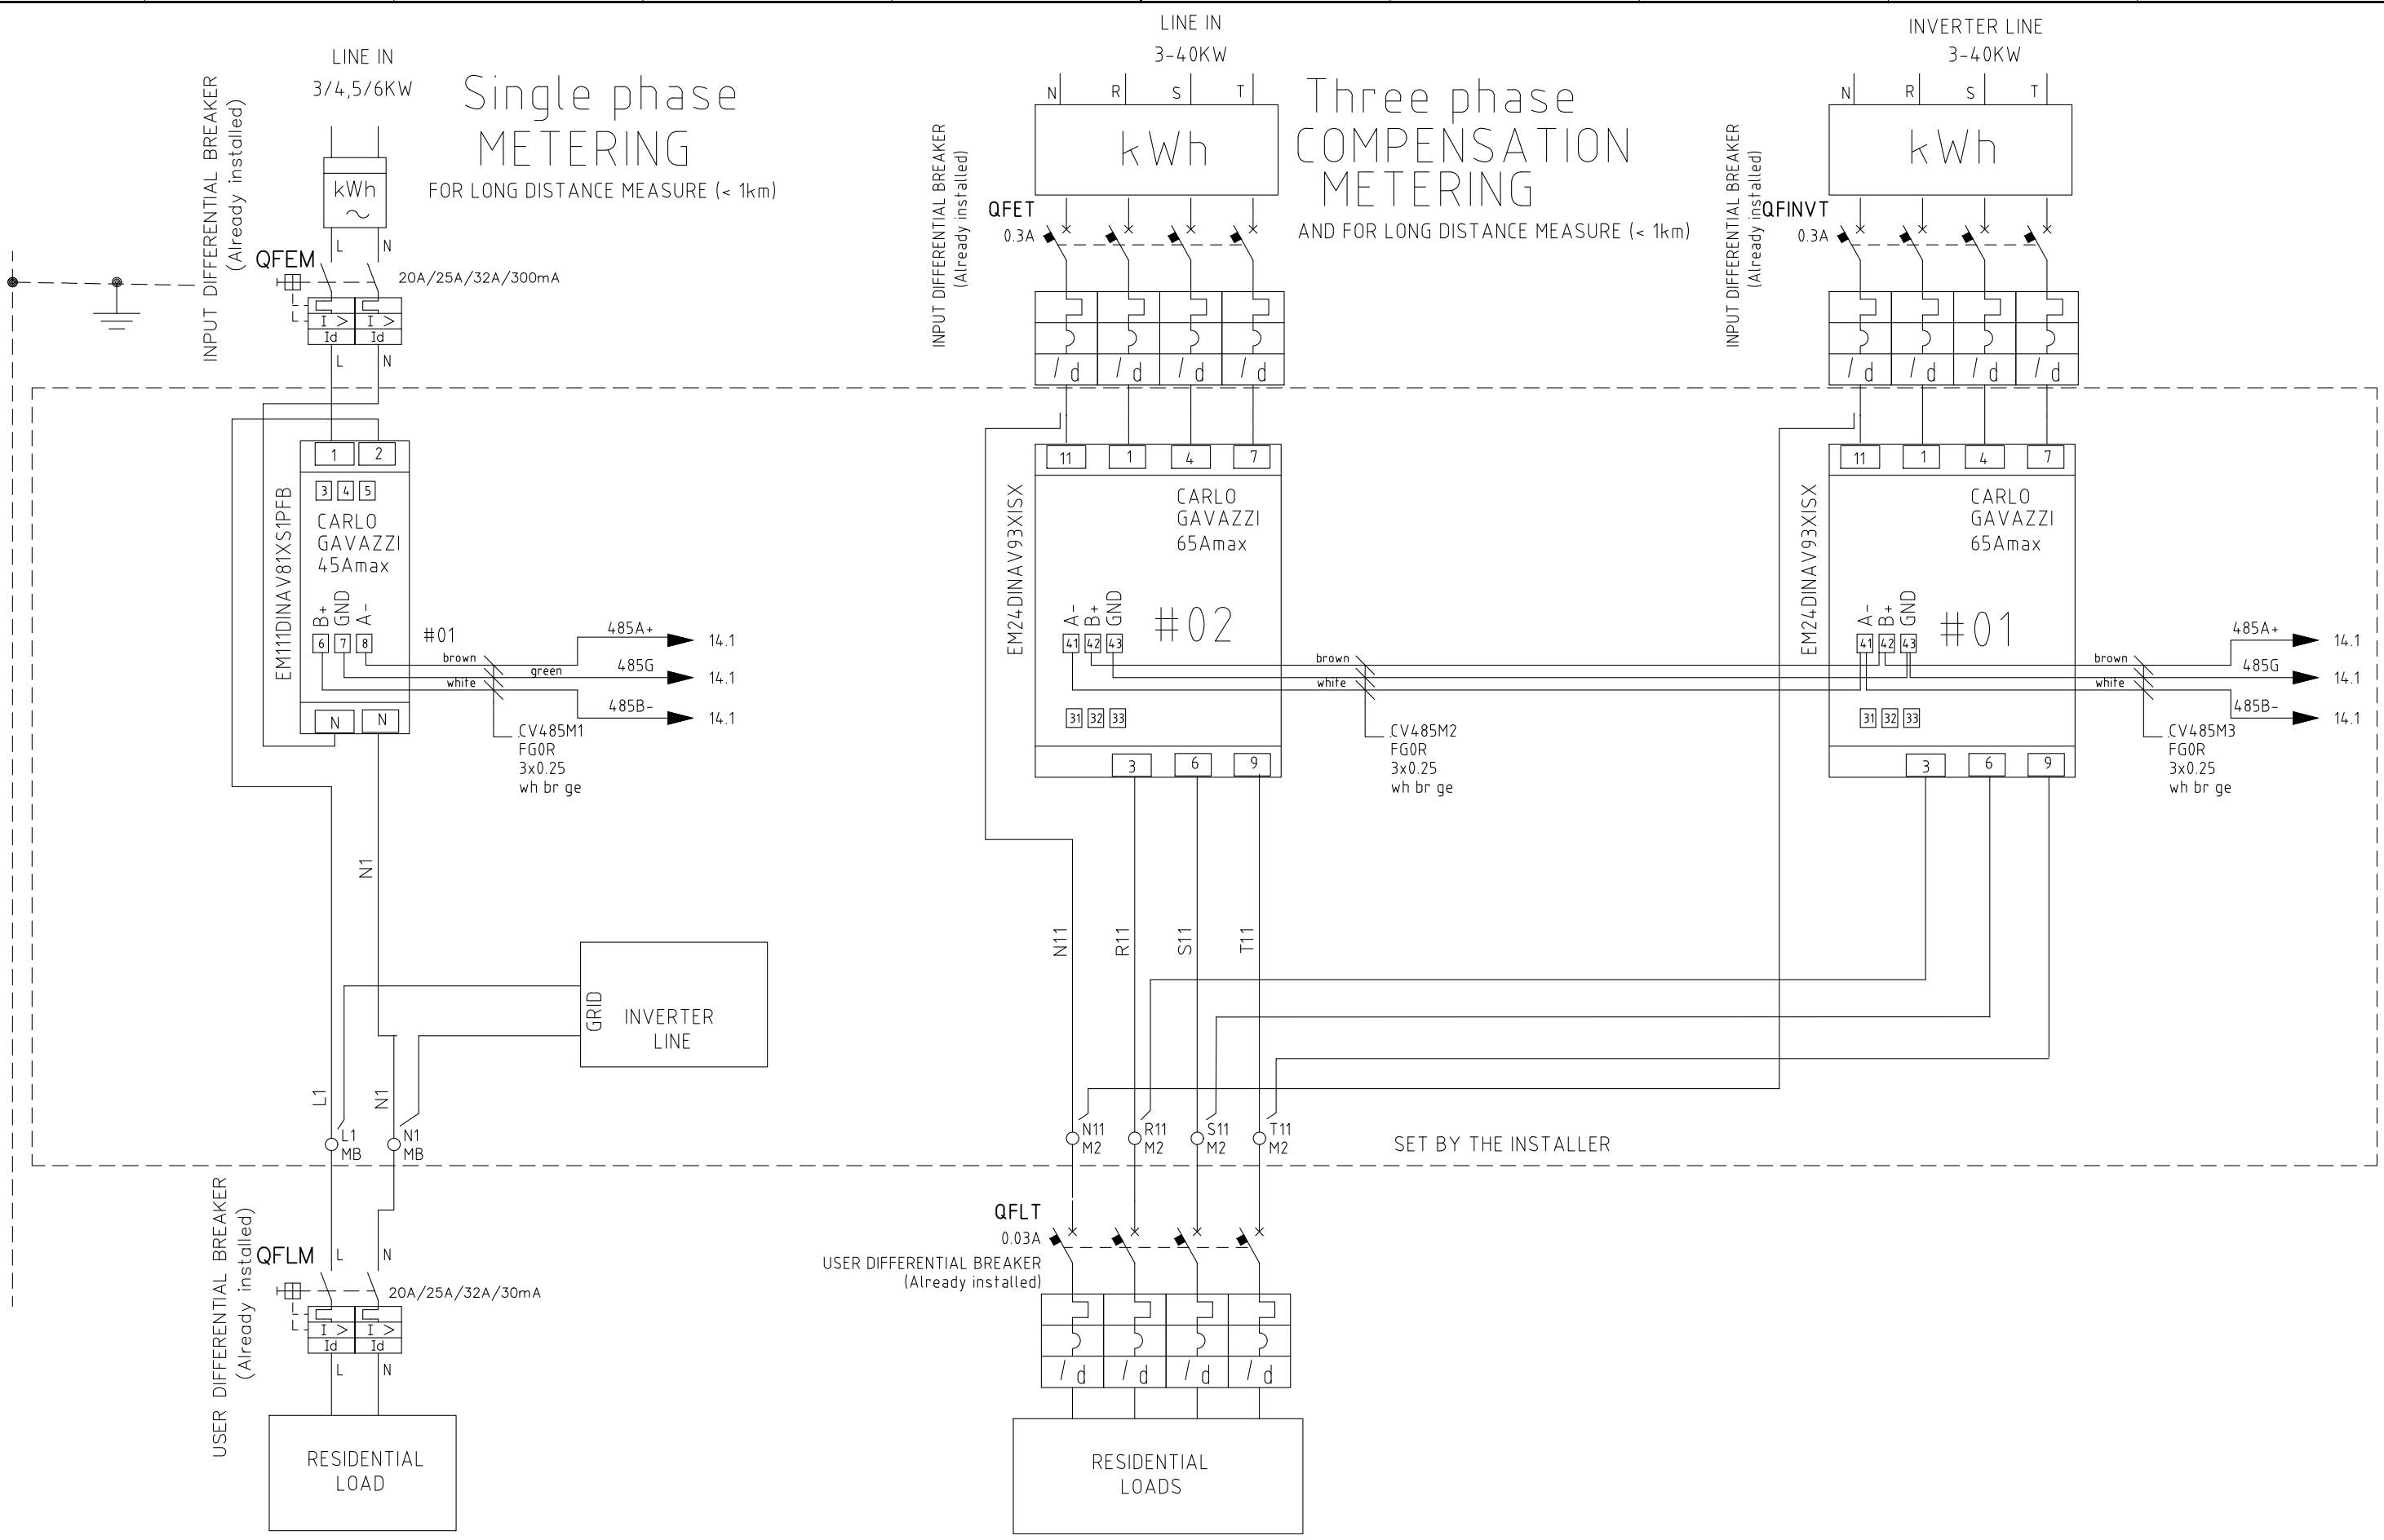 LINE IN
3/4,5/6KW
Single phase
METERING
FOR LONG DISTANCE MEASURE (< 1km)
INPUT DIFFERENTIAL BREAKER
(Already installed)
kWh
L
N
QFEM
20A/25A/32A/300mA
I >
I >
Id
Id
L
N
1
2
3
4
5
EM111DINAV81XS1PFB
CARLO
GAVAZZI
45Amax
B+
GND
A-
6
7
8
#01
brown
green
white
485A+
14.1
485G
14.1
485B-
14.1
N
N
CV485M1
FG0R
3x0.25
wh br ge
N1
GRID
INVERTER
LINE
L1
N1
L1
MB
N1
MB
USER DIFFERENTIAL BREAKER
(Already installed)
QFLM
L
N
20A/25A/32A/30mA
I >
I >
Id
Id
L
N
RESIDENTIAL
LOAD
LINE IN
3-40KW
N
R
S
T
kWh
Three phase
COMPENSATION
METERING
AND FOR LONG DISTANCE MEASURE (< 1km)
INPUT DIFFERENTIAL BREAKER
(Already installed)
QFET
0.3A
/d
/d
/d
/d
11
1
4
7
EM24DINAV93XISX
CARLO
GAVAZZI
65Amax
A-
B+
GND
#02
41
42
43
brown
white
31
32
33
CV485M2
FG0R
3x0.25
wh br ge
3
6
9
N11
R11
S11
T11
N11
M2
R11
M2
S11
M2
T11
M2
SET BY THE INSTALLER
QFLT
0.03A
USER DIFFERENTIAL BREAKER
(Already installed)
/d
/d
/d
/d
RESIDENTIAL
LOADS
INVERTER LINE
3-40KW
N
R
S
T
kWh
INPUT DIFFERENTIAL BREAKER
(Already installed)
QFINVT
0.3A
/d
/d
/d
/d
11
1
4
7
EM24DINAV93XISX
CARLO
GAVAZZI
65Amax
A-
B+
GND
#01
41
42
43
brown
white
485A+
14.1
485G
14.1
485B-
14.1
31
32
33
CV485M3
FG0R
3x0.25
wh br ge
3
6
9